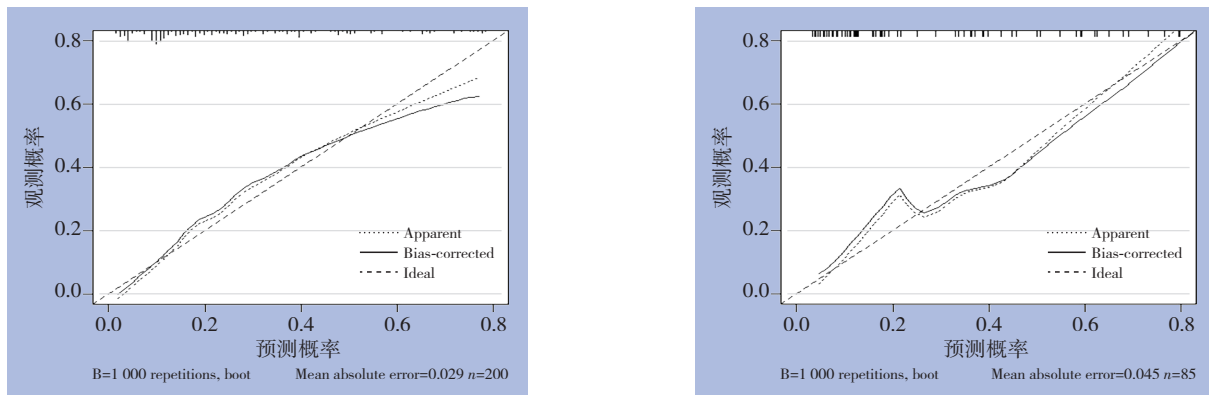 0.8
0.6
0.4
0.2
0.0
观测概率
Apparent
Bias-corrected
Ideal
0.0 0.2 0.4 0.6 0.8
预测概率
B=1 000 repetitions, boot Mean absolute error=0.029 n=200
0.8
0.6
0.4
0.2
0.0
观测概率
Apparent
Bias-corrected
Ideal
0.0 0.2 0.4 0.6 0.8
预测概率
B=1 000 repetitions, boot Mean absolute error=0.045 n=85